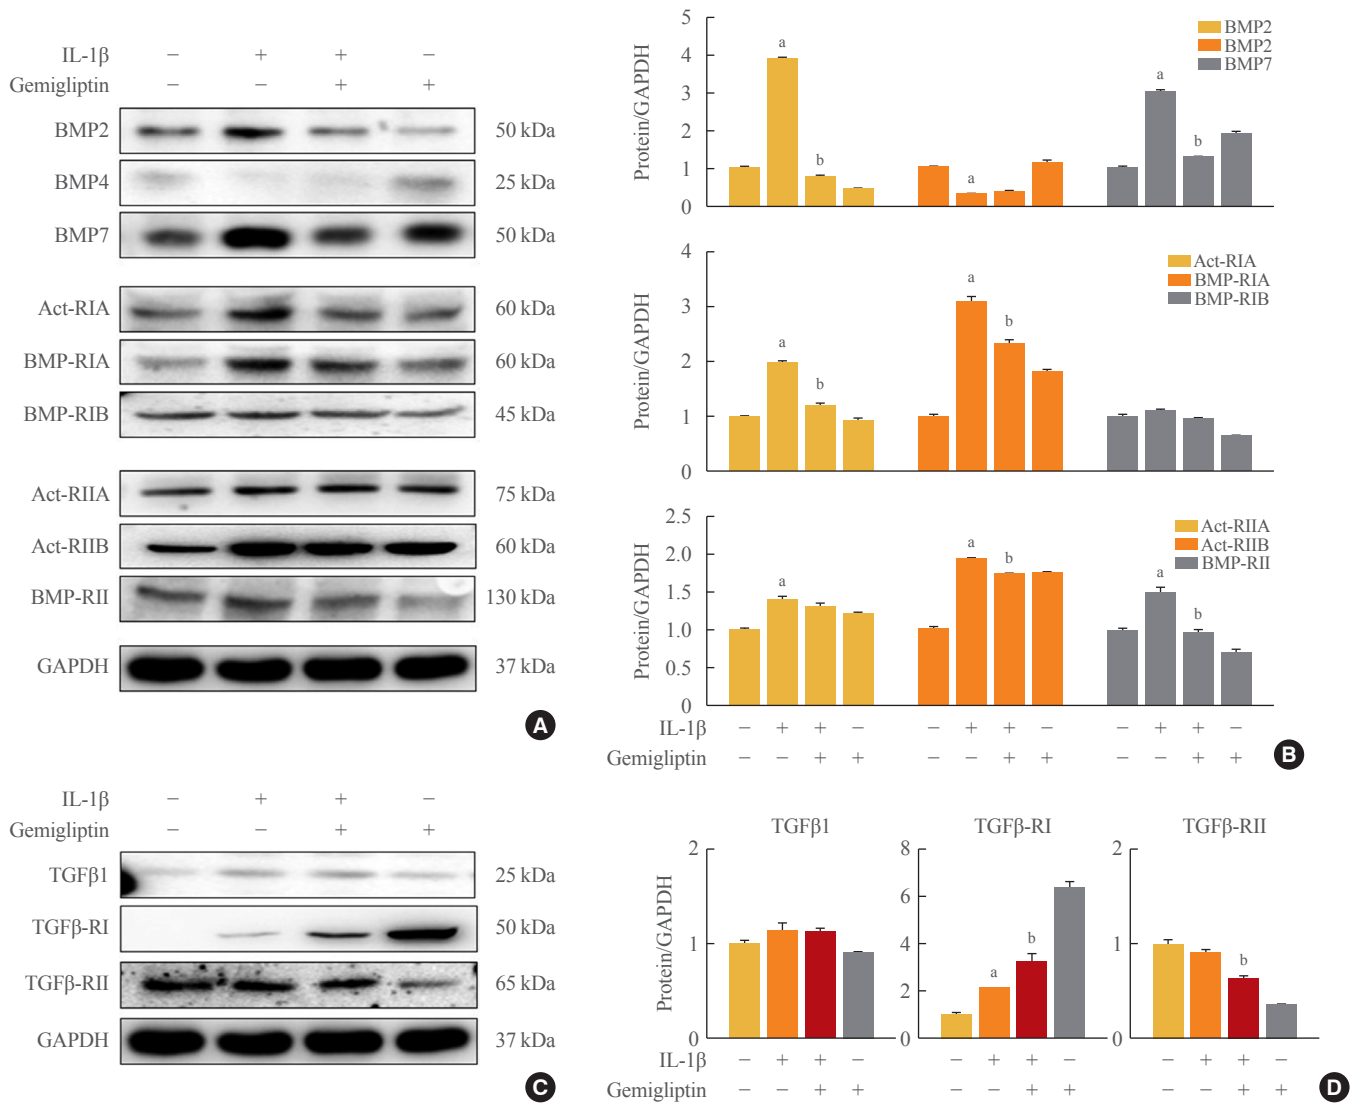 IL-1β − + + −
Gemigliptin − − + +
BMP2 50 kDa
BMP4 25 kDa
BMP7 50 kDa
Act-RIA 60 kDa
BMP-RIA 60 kDa
BMP-RIB 45 kDa
Act-RIIA 75 kDa
Act-RIIB 60 kDa
BMP-RII 130 kDa
GAPDH 37 kDa
A
Protein/GAPDH
5
4
3
2
1
0
a
b
a
a
b
BMP2
BMP2
BMP7
Protein/GAPDH
4
3
2
1
0
a
b
a
b
Act-RIA
BMP-RIA
BMP-RIB
Protein/GAPDH
2.5
2.0
1.5
1.0
0.5
0
a
a
b
a
b
Act-RIIA
Act-RIIB
BMP-RII
IL-1β − + + − − + + − − + + −
Gemigliptin − − + + − − + + − − + +
B
IL-1β − + + −
Gemigliptin − − + +
TGFβ1 25 kDa
TGFβ-RI 50 kDa
TGFβ-RII 65 kDa
GAPDH 37 kDa
C
TGFβ1 TGFβ-RI TGFβ-RII
Protein/GAPDH
2
1
0
8
6
4
2
0
a
b
2
1
0
b
IL-1β − + + − − + + − − + + −
Gemigliptin − − + + − − + + − − + +
D